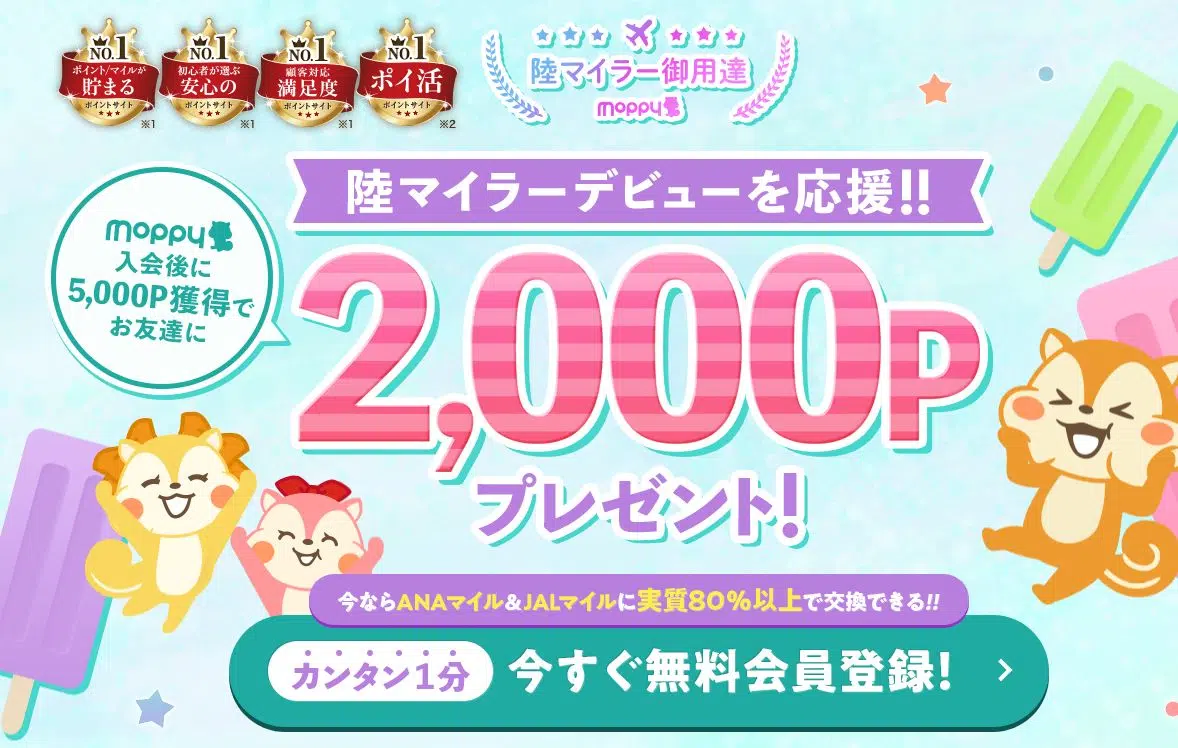 NO.1
ポイント/マイルが
貯まる
ポイントサイト
※1
NO.1
初心者が選ぶ
安心の
ポイントサイト
※1
NO.1
顧客対応
満足度
ポイントサイト
※1
NO.1
ポイ活
ポイントサイト
※2
陸マイラー御用達
moppy
陸マイラーデビューを応援!!
moppy
入会後に
5,000P獲得で
お友達に
2,000P
プレゼント!
今ならANAマイル&JALマイルに実質80%以上で交換できる!!
カンタン1分 今すぐ無料会員登録!